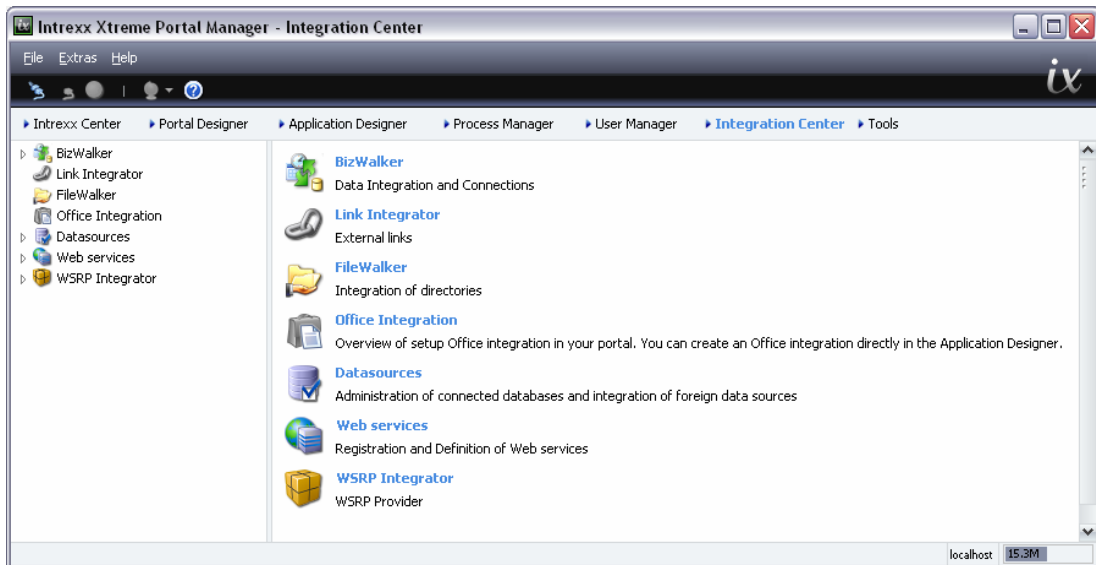 Intrexx Xtreme Portal Manager - Integration Center
File Extras Help
ix
Intrexx Center Portal Designer Application Designer Process Manager User Manager Integration Center Tools
BizWalker
Link Integrator
FileWalker
Office Integration
Datasources
Web services
WSRP Integrator
BizWalker
Data Integration and Connections
Link Integrator
External links
FileWalker
Integration of directories
Office Integration
Overview of setup Office integration in your portal. You can create an Office integration directly in the Application Designer.
Datasources
Administration of connected databases and integration of foreign data sources
Web services
Registration and Definition of Web services
WSRP Integrator
WSRP Provider
localhost 15.3M